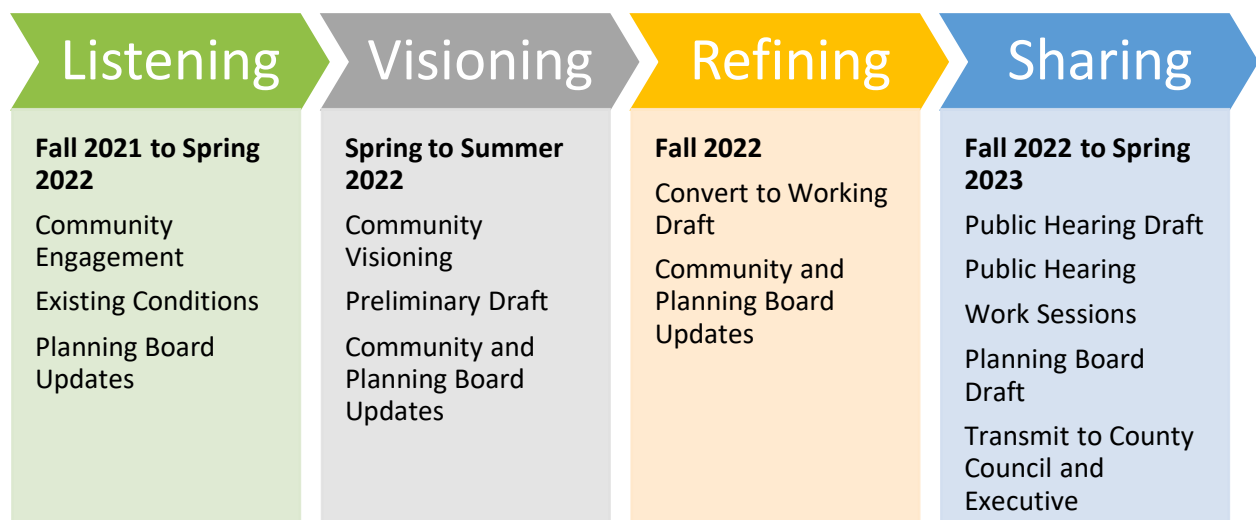 Listening
Fall 2021 to Spring
2022
Community
Engagement
Existing Conditions
Planning Board
Updates
Visioning
Spring to Summer
2022
Community
Visioning
Preliminary Draft
Community and
Planning Board
Updates
Refining
Fall 2022
Convert to Working
Draft
Community and
Planning Board
Updates
Sharing
Fall 2022 to Spring
2023
Public Hearing Draft
Public Hearing
Work Sessions
Planning Board
Draft
Transmit to County
Council and
Executive